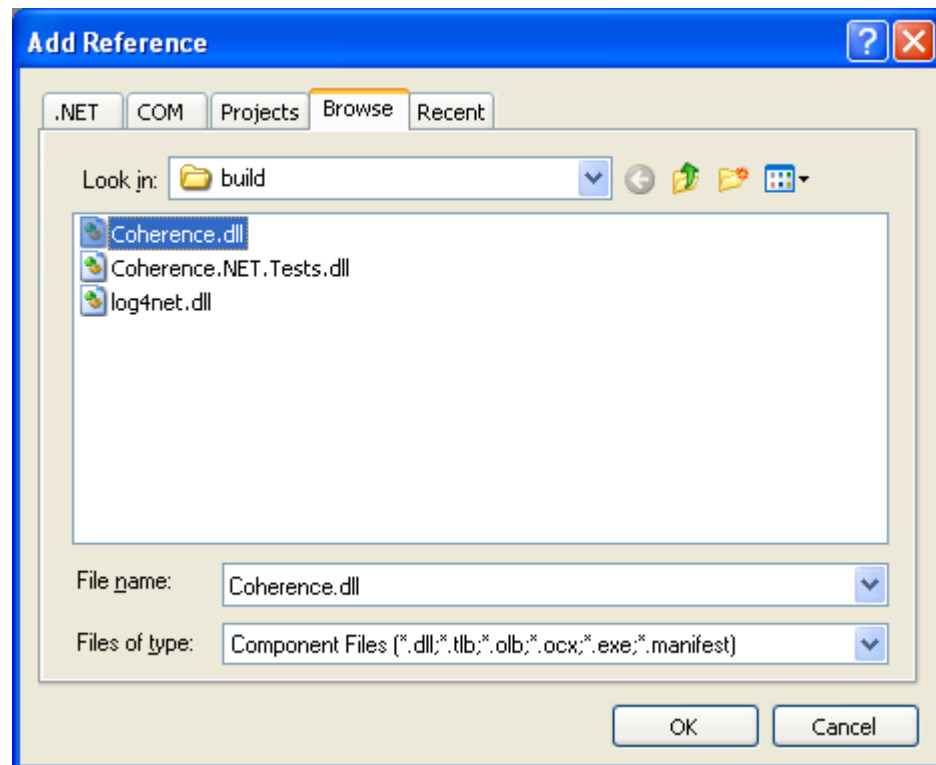 Add Reference
.NET COM Projects Browse Recent
Look in: build
Coherence.dll
Coherence.NET.Tests.dll
log4net.dll
File name: Coherence.dll
Files of type: Component Files (*.dll;*.tlb;*.olb;*.ocx;*.exe;*.manifest)
OK Cancel